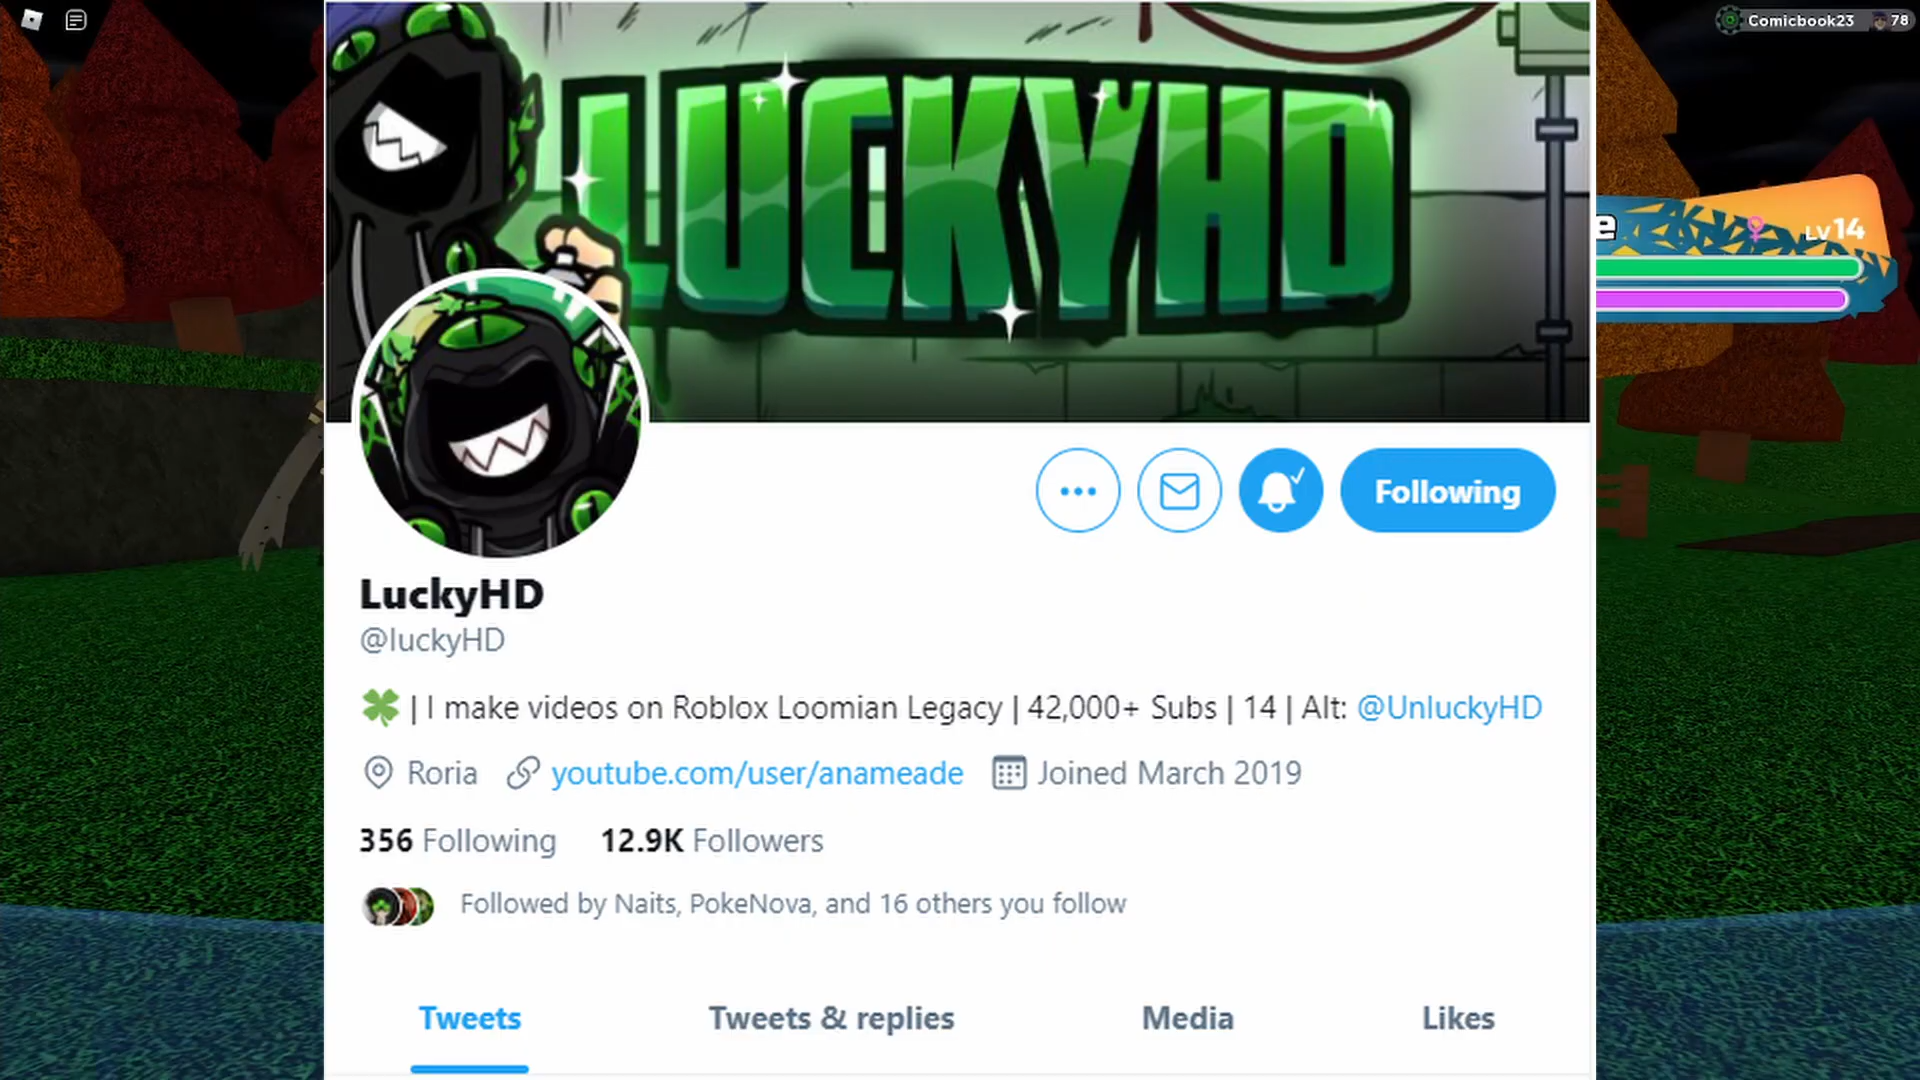 Comicbook23 78
LUCKYHD
e LV14
Following
LuckyHD
@luckyHD
🍀 | I make videos on Roblox Loomian Legacy | 42,000+ Subs | 14 | Alt: @UnluckyHD
Roria youtube.com/user/anameade Joined March 2019
356 Following 12.9K Followers
Followed by Naits, PokeNova, and 16 others you follow
Tweets Tweets & replies Media Likes